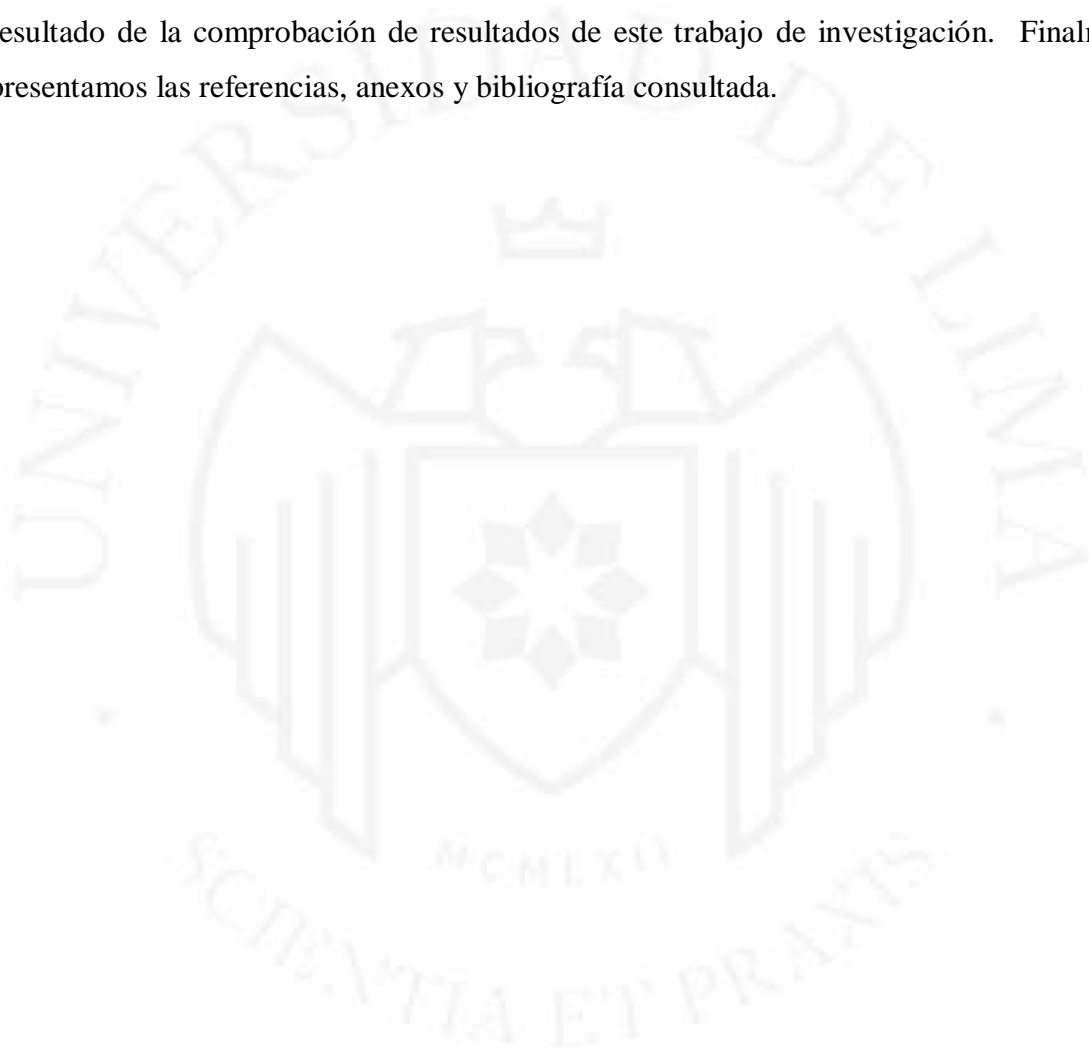 esultado de la comprobación de resultados de este trabajo de investigación. Final
presentamos las referencias, anexos y bibliografía consultada.
UNIVERSIDAD DE LIMA
MCMLXII
SCIENTIA ET PRAXIS